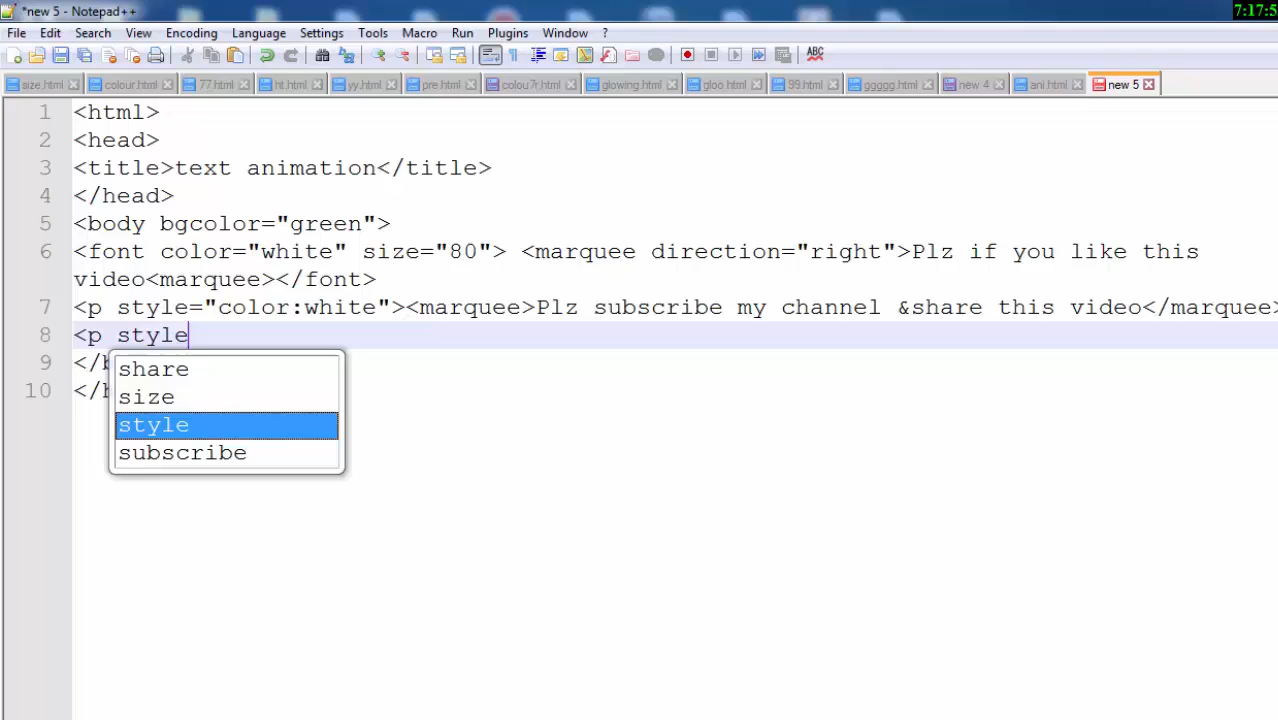 *new 5 - Notepad++
7:17:5
File Edit Search View Encoding Language Settings Tools Macro Run Plugins Window ?
ABC
size.html colour.html 77.html ht.html yy.html pre.html colou7r.html glowing.html gloo.html 99.html ggggg.html new 4 ani.html new 5
1 <html>
2 <head>
3 <title>text animation</title>
4 </head>
5 <body bgcolor="green">
6 <font color="white" size="80"> <marquee direction="right">Plz if you like this
video<marquee></font>
7 <p style="color:white"><marquee>Plz subscribe my channel &share this video</marquee>
8 <p style
9 </b
10 </h
share
size
style
subscribe